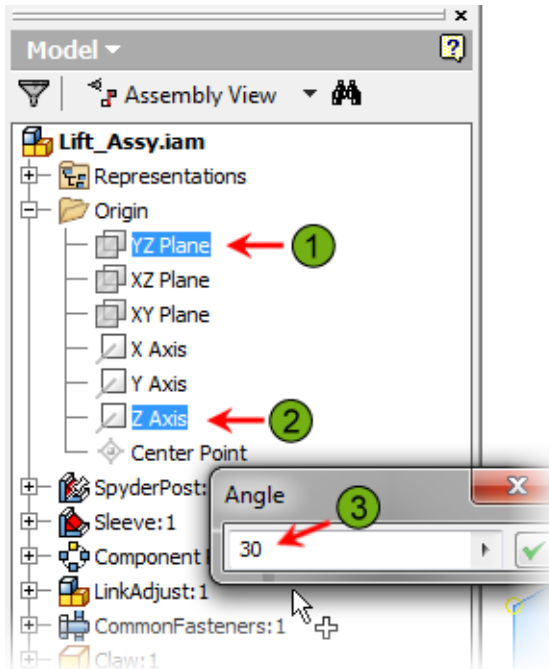 Model
Assembly View
Lift_Assy.iam
Representations
Origin
YZ Plane
1
XZ Plane
XY Plane
X Axis
Y Axis
Z Axis
2
Center Point
SpyderPost:
Sleeve:1
Component
LinkAdjust:1
CommonFasteners:1
Claw:1
Angle
3
30